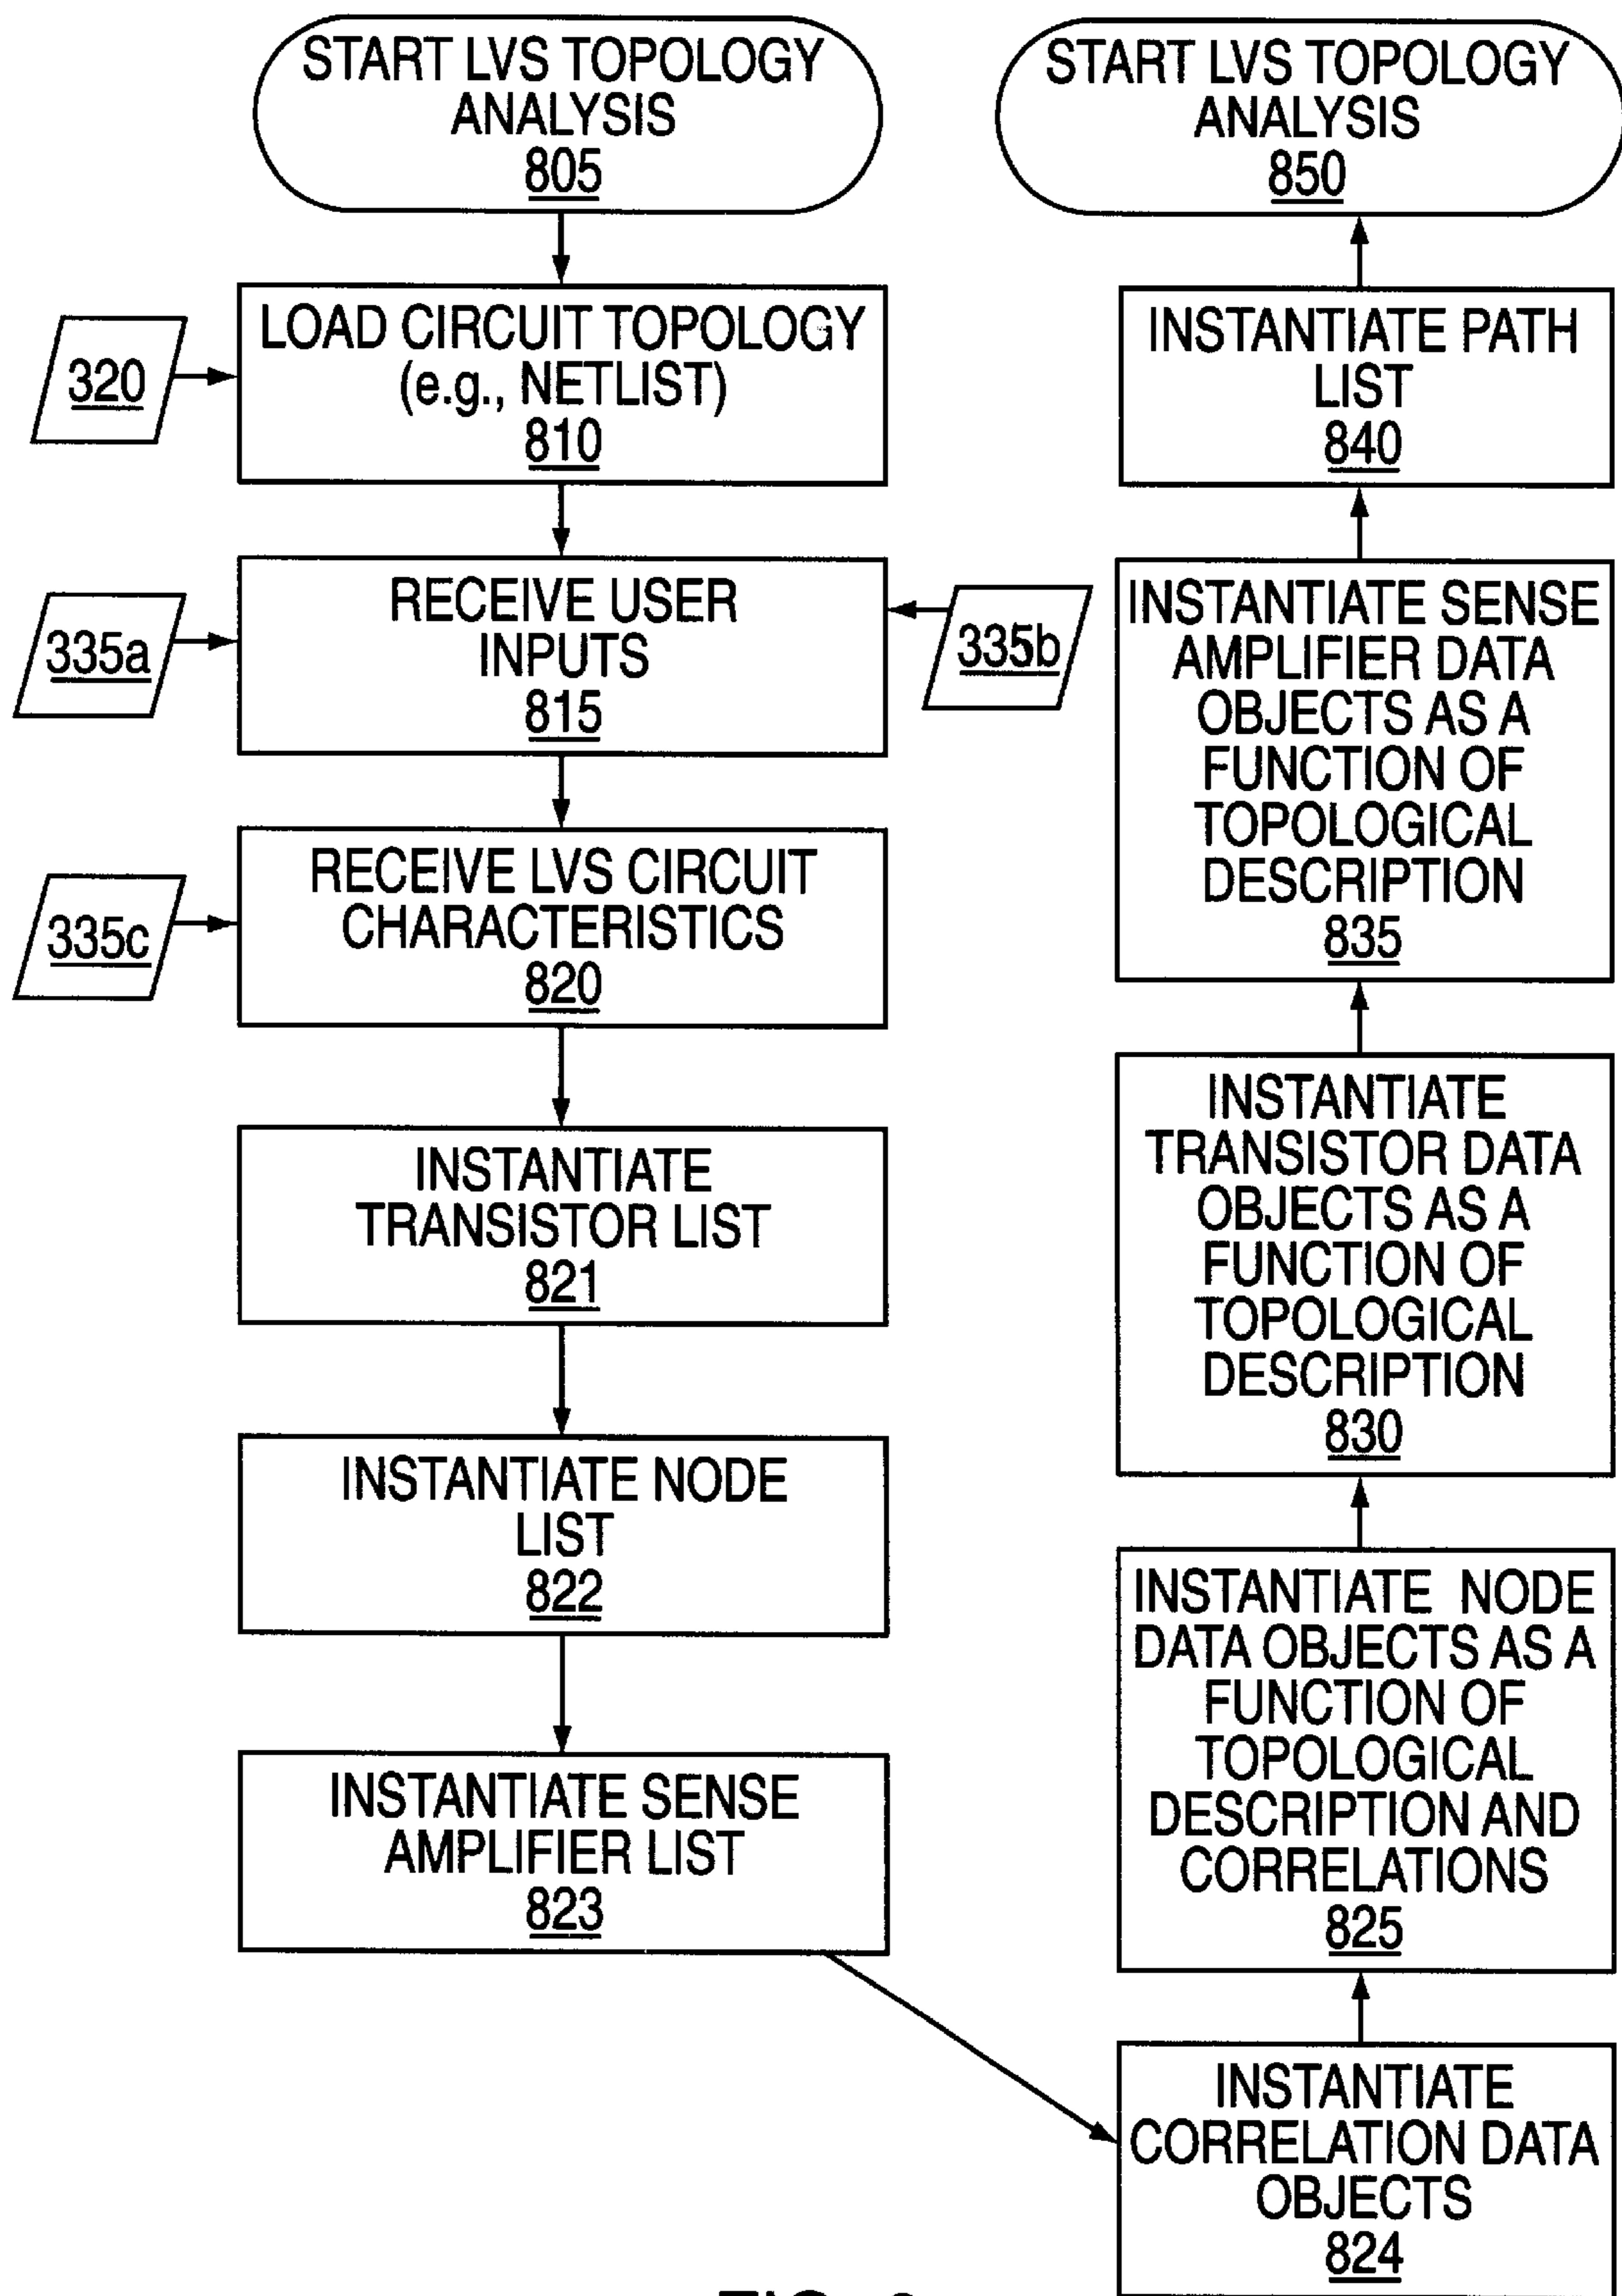 START LVS TOPOLOGY
ANALYSIS
805
320
LOAD CIRCUIT TOPOLOGY
(e.g., NETLIST)
810
335a
RECEIVE USER
INPUTS
815
335b
335c
RECEIVE LVS CIRCUIT
CHARACTERISTICS
820
INSTANTIATE
TRANSISTOR LIST
821
INSTANTIATE NODE
LIST
822
INSTANTIATE SENSE
AMPLIFIER LIST
823
START LVS TOPOLOGY
ANALYSIS
850
INSTANTIATE PATH
LIST
840
INSTANTIATE SENSE
AMPLIFIER DATA
OBJECTS AS A
FUNCTION OF
TOPOLOGICAL
DESCRIPTION
835
INSTANTIATE
TRANSISTOR DATA
OBJECTS AS A
FUNCTION OF
TOPOLOGICAL
DESCRIPTION
830
INSTANTIATE NODE
DATA OBJECTS AS A
FUNCTION OF
TOPOLOGICAL
DESCRIPTION AND
CORRELATIONS
825
INSTANTIATE
CORRELATION DATA
OBJECTS
824